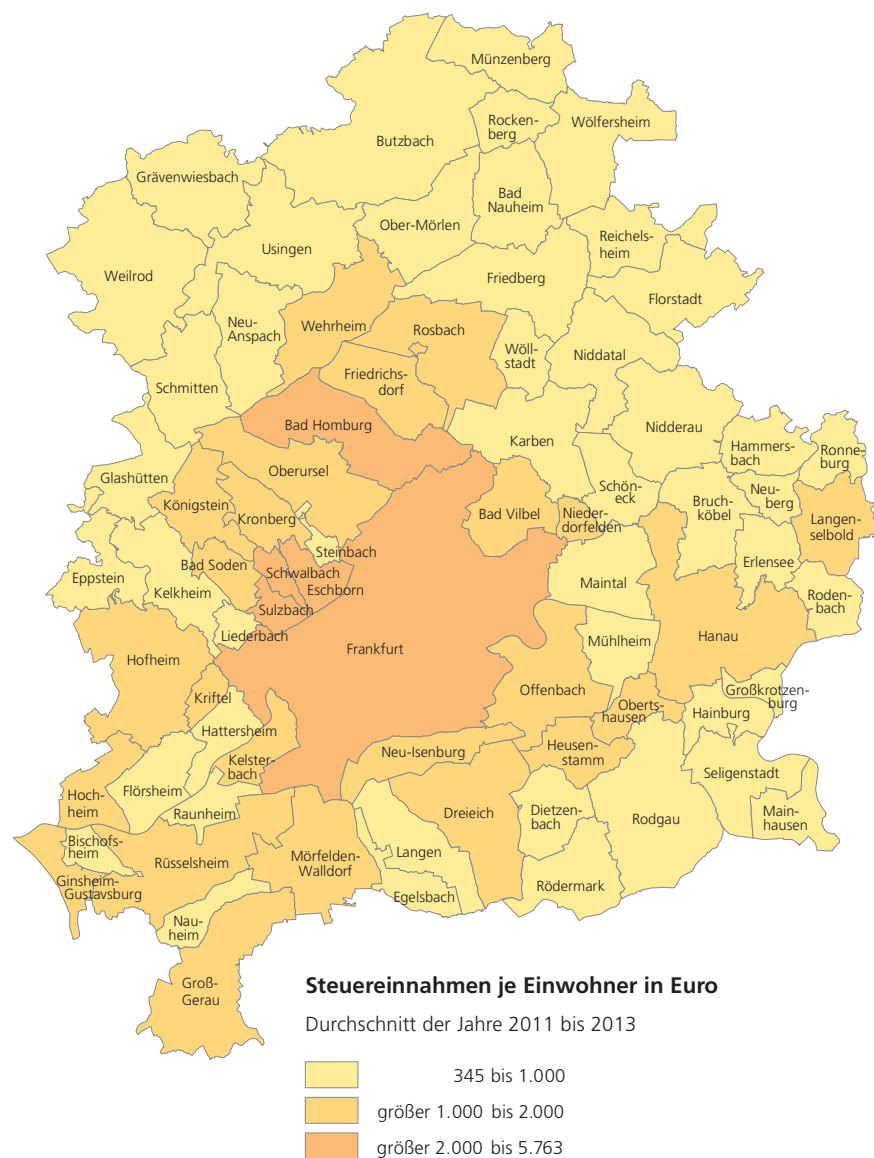 Münzenberg
Rocken-
berg
Wölfersheim
Butzbach
Grävenwiesbach
Bad
Nauheim
Ober-Mörlen
Reichels-
heim
Usingen
Weilrod
Friedberg
Florstadt
Neu-
Anspach
Wehrheim
Rosbach
Wöll-
stadt
Niddatal
Schmitten
Friedrichs-
dorf
Bad Homburg
Karben
Nidderau
Hammers-
bach
Ronne-
burg
Glashütten
Oberursel
Königstein
Kronberg
Schön-
eck
Bruch-
köbel
Neu-
berg
Langen-
selbold
Bad Vilbel
Nieder-
dorfelden
Steinbach
Bad Soden
Schwalbach
Eschborn
Eppstein
Kelkheim
Maintal
Erlensee
Roden-
bach
Sulzbach
Liederbach
Frankfurt
Mühlheim
Hanau
Hofheim
Kriftel
Offenbach
Oberts-
hausen
Großkrotzen-
burg
Hainburg
Hattersheim
Kelster-
bach
Neu-Isenburg
Heusen-
stamm
Seligenstadt
Flörsheim
Hoch-
heim
Raunheim
Dreieich
Dietzen-
bach
Rodgau
Main-
hausen
Bischofs-
heim
Rüsselsheim
Mörfelden-
Walldorf
Langen
Ginsheim-
Gustavsburg
Egelsbach
Rödermark
Nau-
heim
Groß-
Gerau
Steuereinnahmen je Einwohner in Euro
Durchschnitt der Jahre 2011 bis 2013
345 bis 1.000
größer 1.000 bis 2.000
größer 2.000 bis 5.763